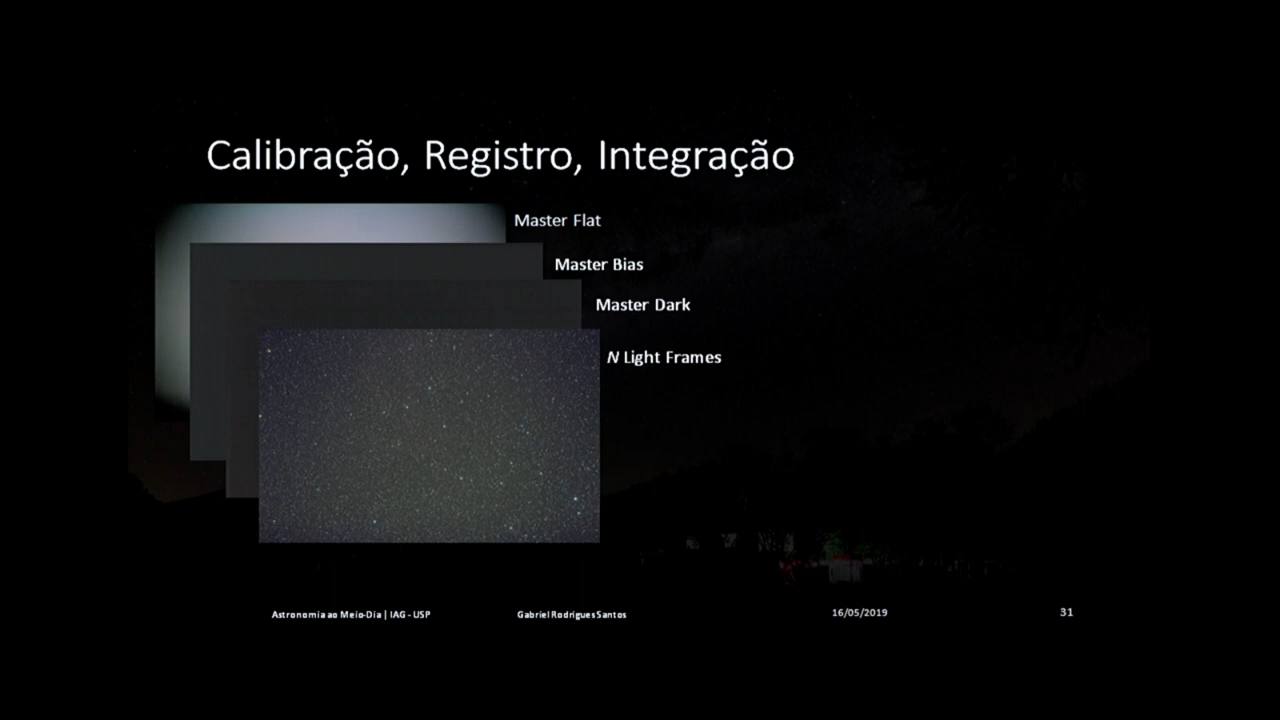 Calibração, Registro, Integração
Master Flat
Master Bias
Master Dark
N Light Frames
Astronomia ao Meio-Dia | IAG - USP
Gabriel Rodrigues Santos
16/05/2019
31